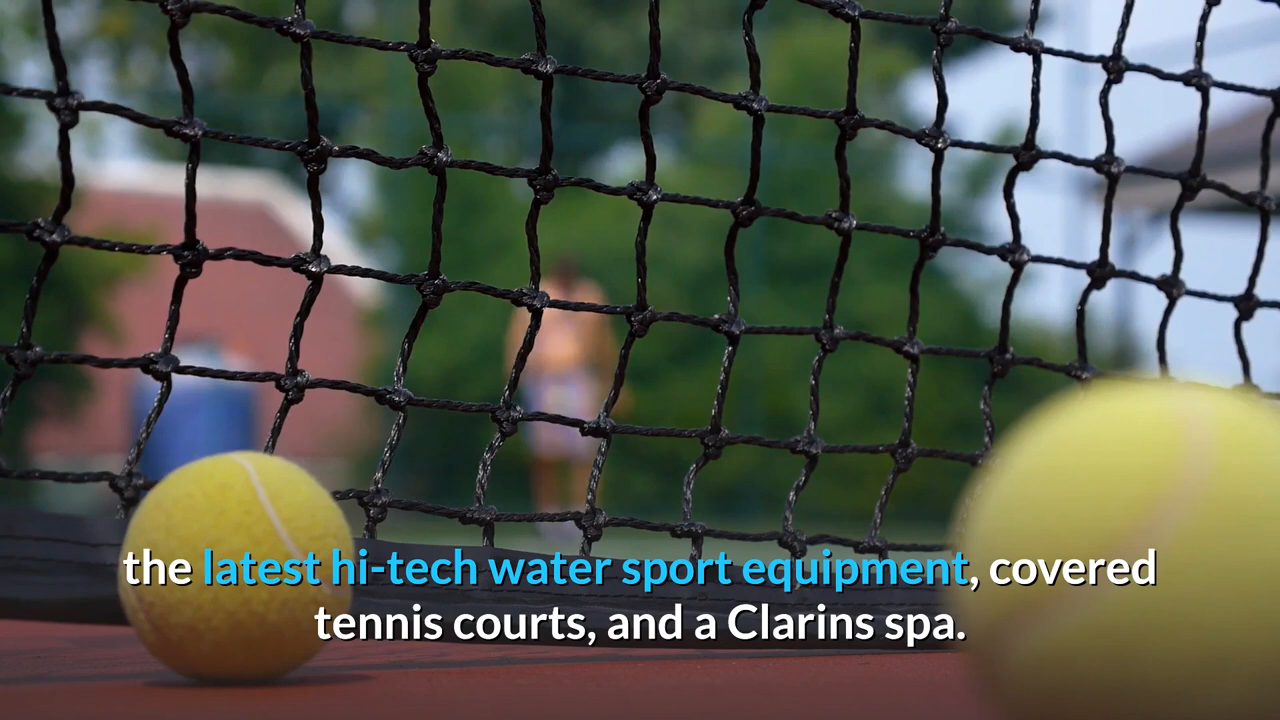 the latest hi-tech water sport equipment, covered
tennis courts, and a Clarins spa.